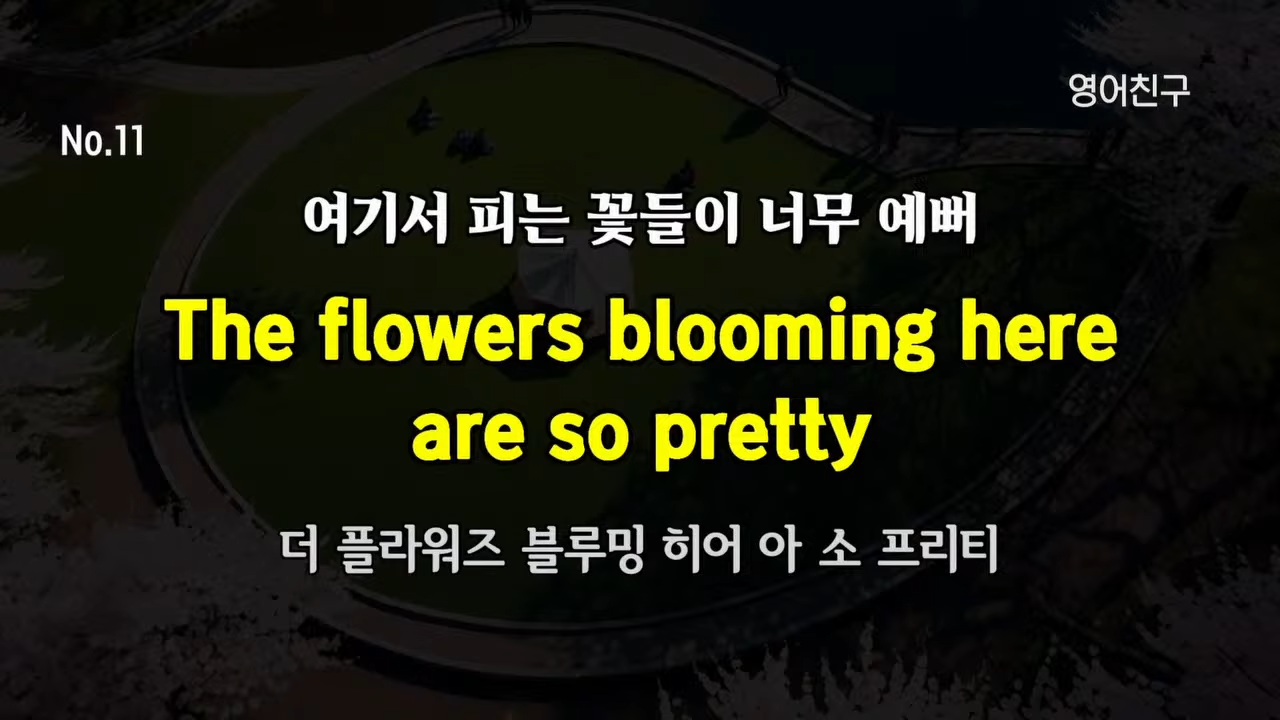 영어친구
No.11
여기서 피는 꽃들이 너무 예뻐
The flowers blooming here
are so pretty
더 플라워즈 블루밍 히어 아 소 프리티